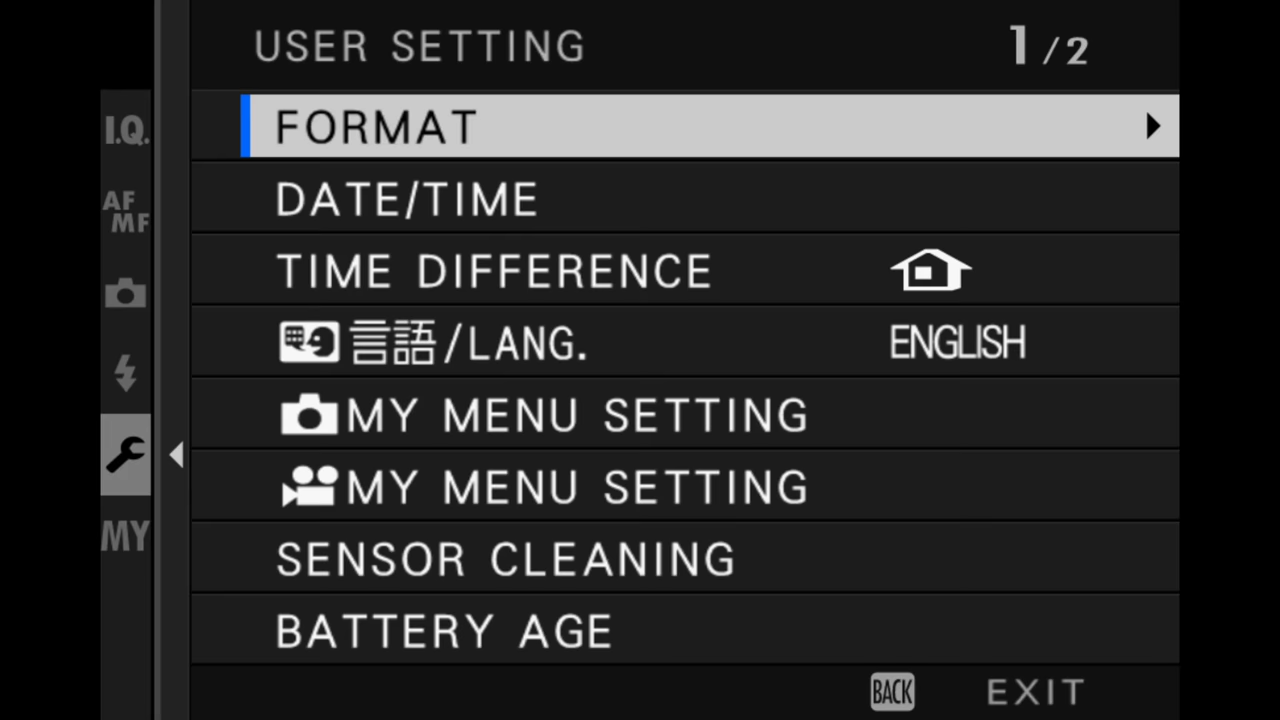 USER SETTING 1/2
I.Q.
FORMAT
AF
MF
DATE/TIME
TIME DIFFERENCE
言語/LANG. ENGLISH
MY MENU SETTING
MY MENU SETTING
MY
SENSOR CLEANING
BATTERY AGE
BACK EXIT